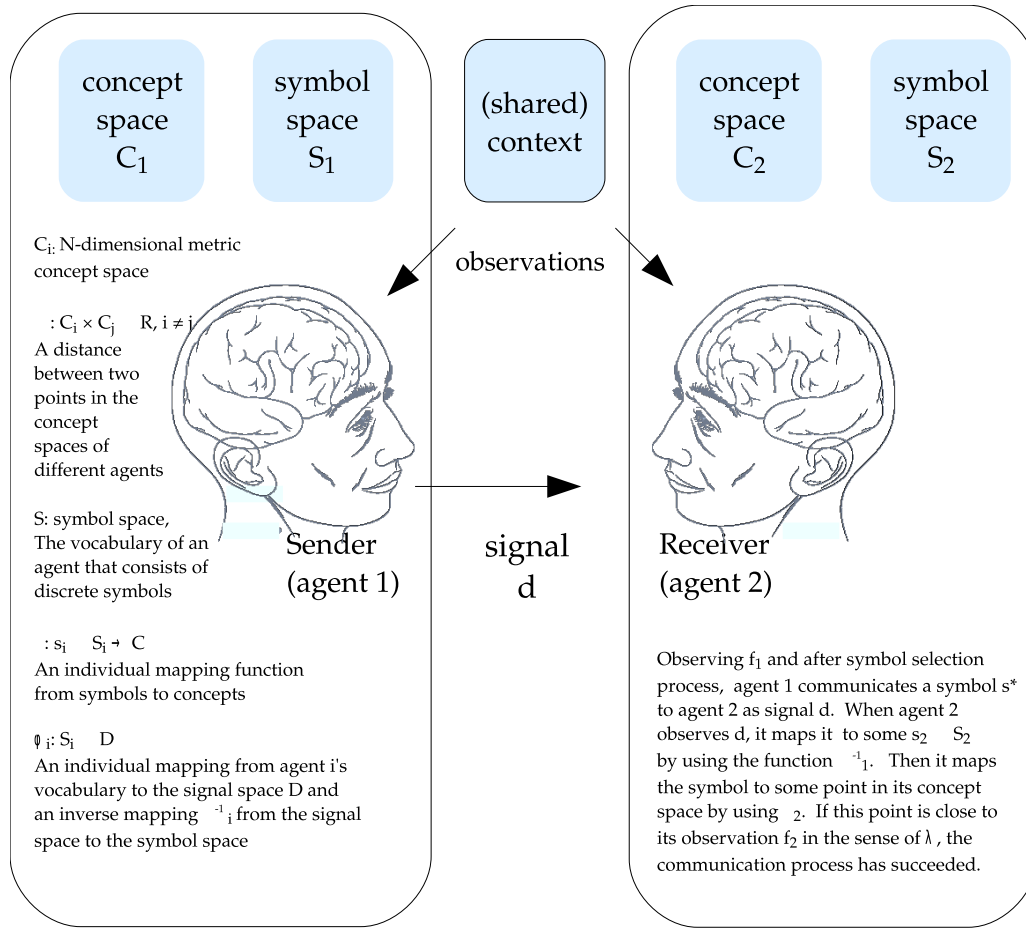 concept
space
C1
symbol
space
S1
(shared)
context
concept
space
C2
symbol
space
S2
observations
Ci: N-dimensional metric
concept space
: Ci × Cj R, i ≠ j
A distance
between two
points in the
concept
spaces of
different agents
S: symbol space,
The vocabulary of an
agent that consists of
discrete symbols
: si Si → C
An individual mapping function
from symbols to concepts
ϕ i: Si D
An individual mapping from agent i's
vocabulary to the signal space D and
an inverse mapping -1 i from the signal
space to the symbol space
Sender
(agent 1)
signal
d
Receiver
(agent 2)
Observing f1 and after symbol selection
process, agent 1 communicates a symbol s*
to agent 2 as signal d. When agent 2
observes d, it maps it to some s2 S2
by using the function -1 1. Then it maps
the symbol to some point in its concept
space by using 2. If this point is close to
its observation f2 in the sense of λ, the
communication process has succeeded.